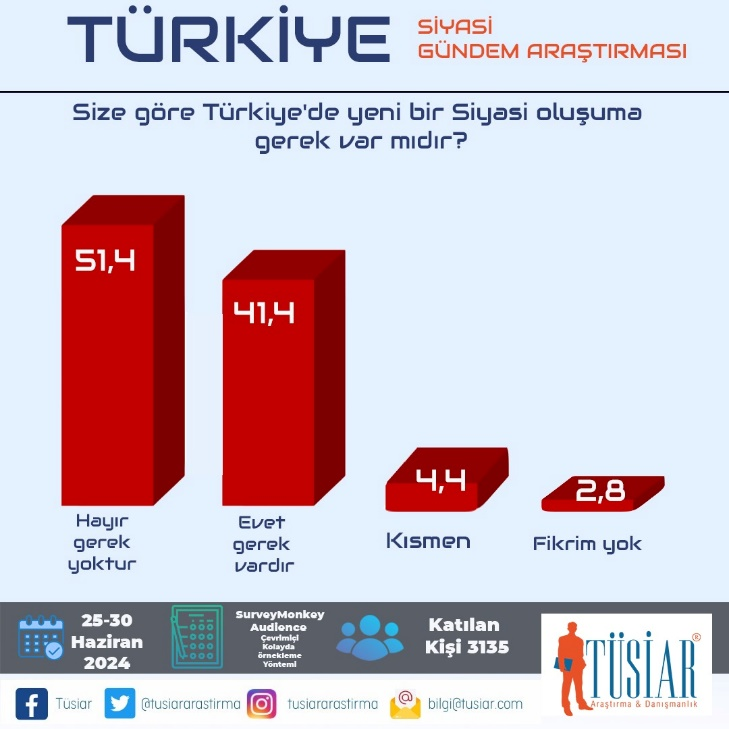 TÜRKİYE
SİYASİ
GÜNDEM ARAŞTIRMASI
Size göre Türkiye'de yeni bir Siyasi oluşuma
gerek var mıdır?
51,4
41,4
4,4
2,8
Hayır
gerek
yoktur
Evet
gerek
vardır
Kısmen
Fikrim yok
25-30
Haziran
2024
SurveyMonkey
Audience
Çevrimiçi
Kolayda
örnekleme
Yöntemi
Katılan
Kişi 3135
TÜSİAR®
Araştırma & Danışmanlık
Tüsiar
@tusiararastirma
tusiararastirma
bilgi@tusiar.com